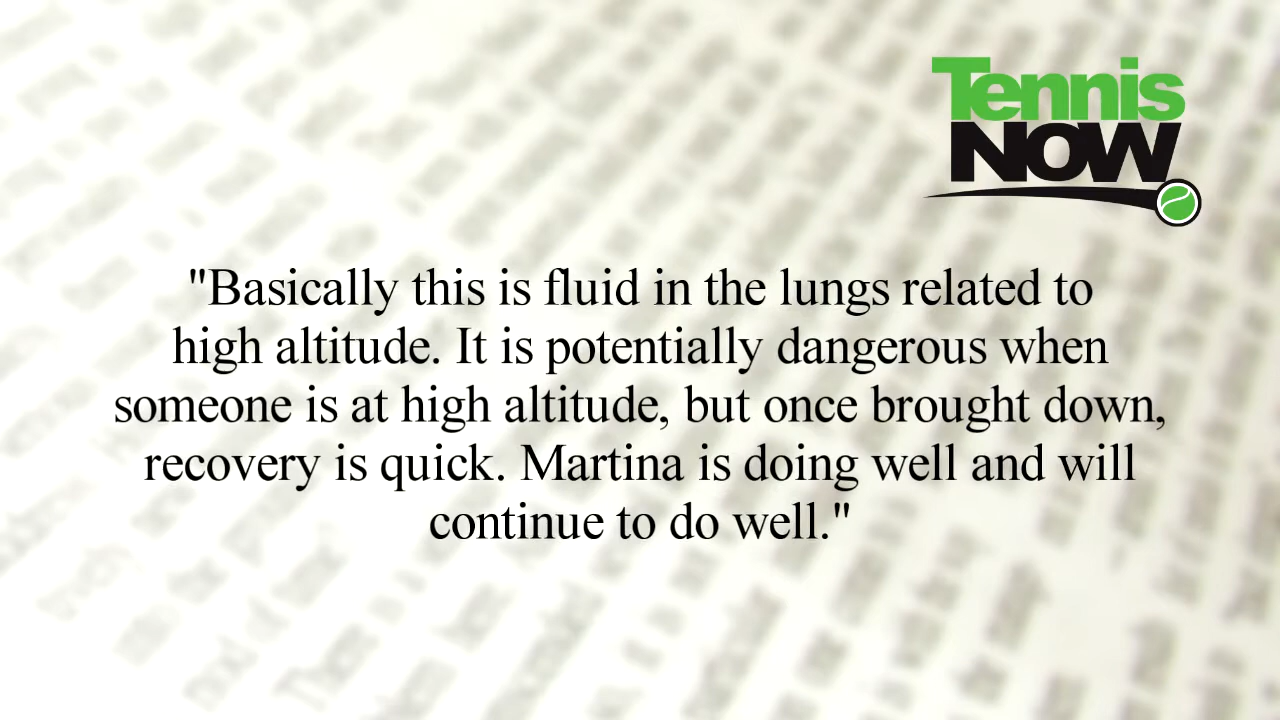 Tennis
NOW
"Basically this is fluid in the lungs related to
high altitude. It is potentially dangerous when
someone is at high altitude, but once brought down,
recovery is quick. Martina is doing well and will
continue to do well."